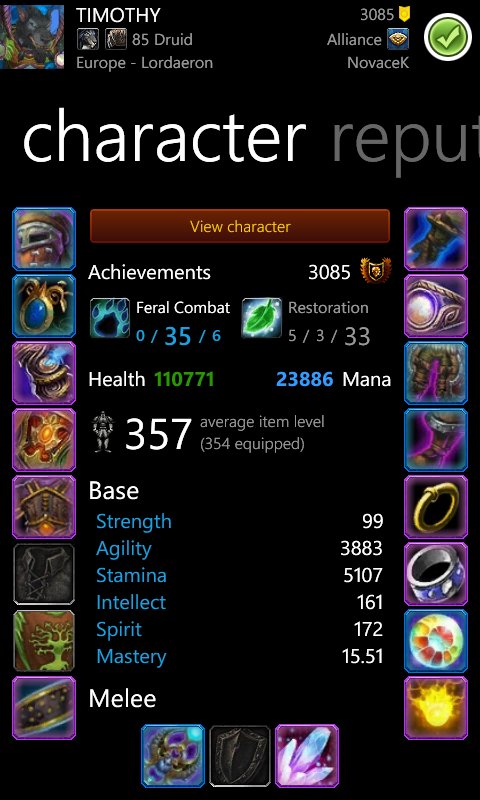 TIMOTHY 3085
85 Druid Alliance
Europe - Lordaeron NovaceK
character reput
View character
Achievements 3085
Feral Combat Restoration
0 / 35 / 6 5 / 3 / 33
Health 110771 23886 Mana
357 average item level
(354 equipped)
Base
Strength 99
Agility 3883
Stamina 5107
Intellect 161
Spirit 172
Mastery 15.51
Melee